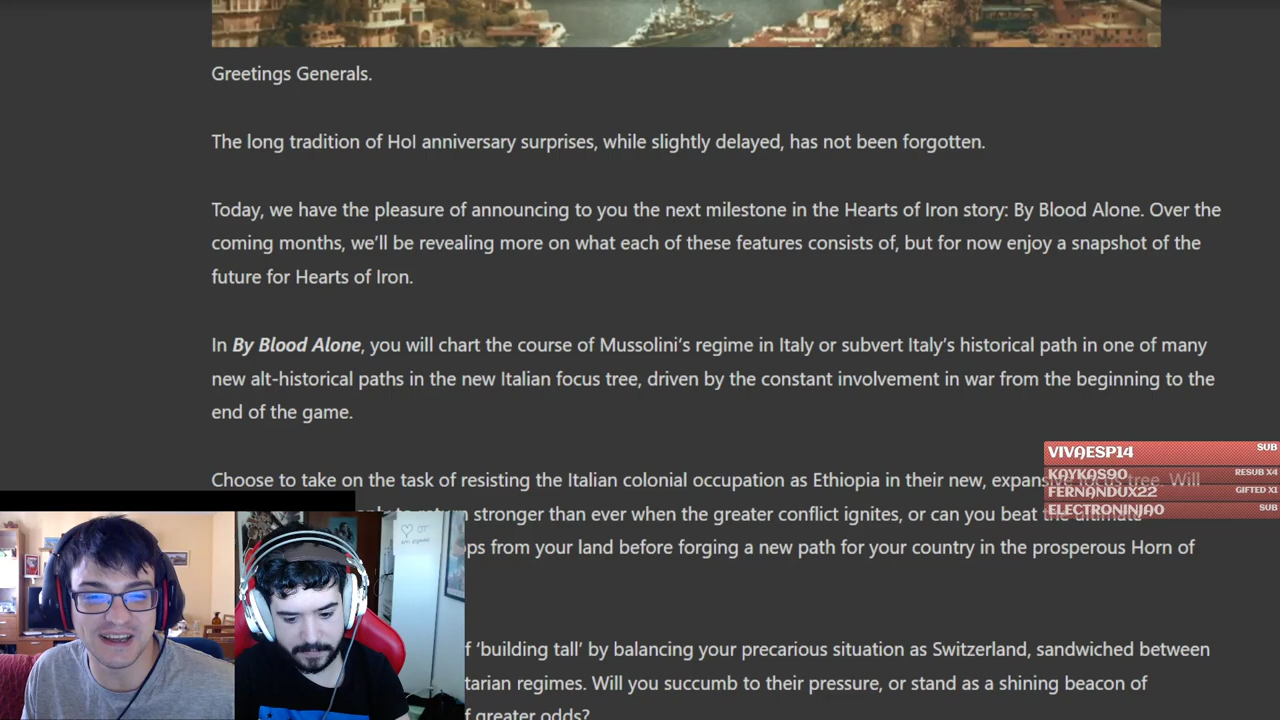 Greetings Generals.
The long tradition of HoI anniversary surprises, while slightly delayed, has not been forgotten.
Today, we have the pleasure of announcing to you the next milestone in the Hearts of Iron story: By Blood Alone. Over the
coming months, we'll be revealing more on what each of these features consists of, but for now enjoy a snapshot of the
future for Hearts of Iron.
In By Blood Alone, you will chart the course of Mussolini's regime in Italy or subvert Italy's historical path in one of many
new alt-historical paths in the new Italian focus tree, driven by the constant involvement in war from the beginning to the
end of the game.
VIVAESP14 SUB
Choose to take on the task of resisting the Italian colonial occupation as Ethiopia in their new, expansive focus tree. Will
KAYKAS90 RESUB X4
FERNANDUX22 GIFTED X1
stronger than ever when the greater conflict ignites, or can you beat the ultimate
ELECTRONINJA0 SUB
ps from your land before forging a new path for your country in the prosperous Horn of
f 'building tall' by balancing your precarious situation as Switzerland, sandwiched between
tarian regimes. Will you succumb to their pressure, or stand as a shining beacon of
f greater odds?